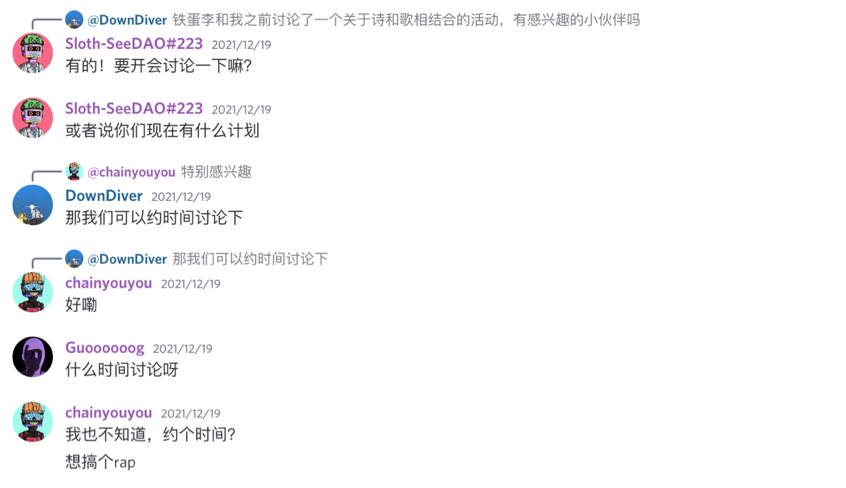 @DownDiver 铁蛋李和我之前讨论了一个关于诗和歌相结合的活动，有感兴趣的小伙伴吗
Sloth-SeeDAO#223 2021/12/19
有的！要开会讨论一下嘛？
Sloth-SeeDAO#223 2021/12/19
或者说你们现在有什么计划
@chainyouyou 特别感兴趣
DownDiver 2021/12/19
那我们可以约时间讨论下
@DownDiver 那我们可以约时间讨论下
chainyouyou 2021/12/19
好嘞
Guoooooog 2021/12/19
什么时间讨论呀
chainyouyou 2021/12/19
我也不知道，约个时间？
想搞个rap